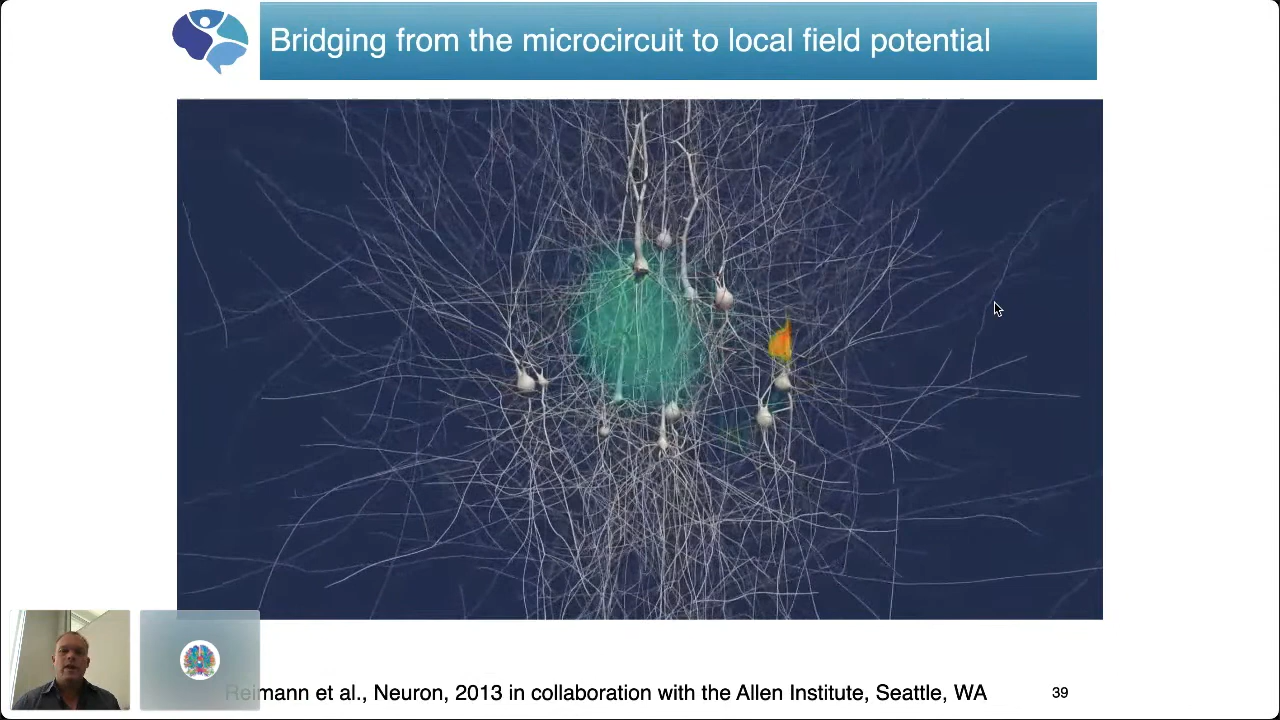 Bridging from the microcircuit to local field potential
Reimann et al., Neuron, 2013 in collaboration with the Allen Institute, Seattle, WA
39